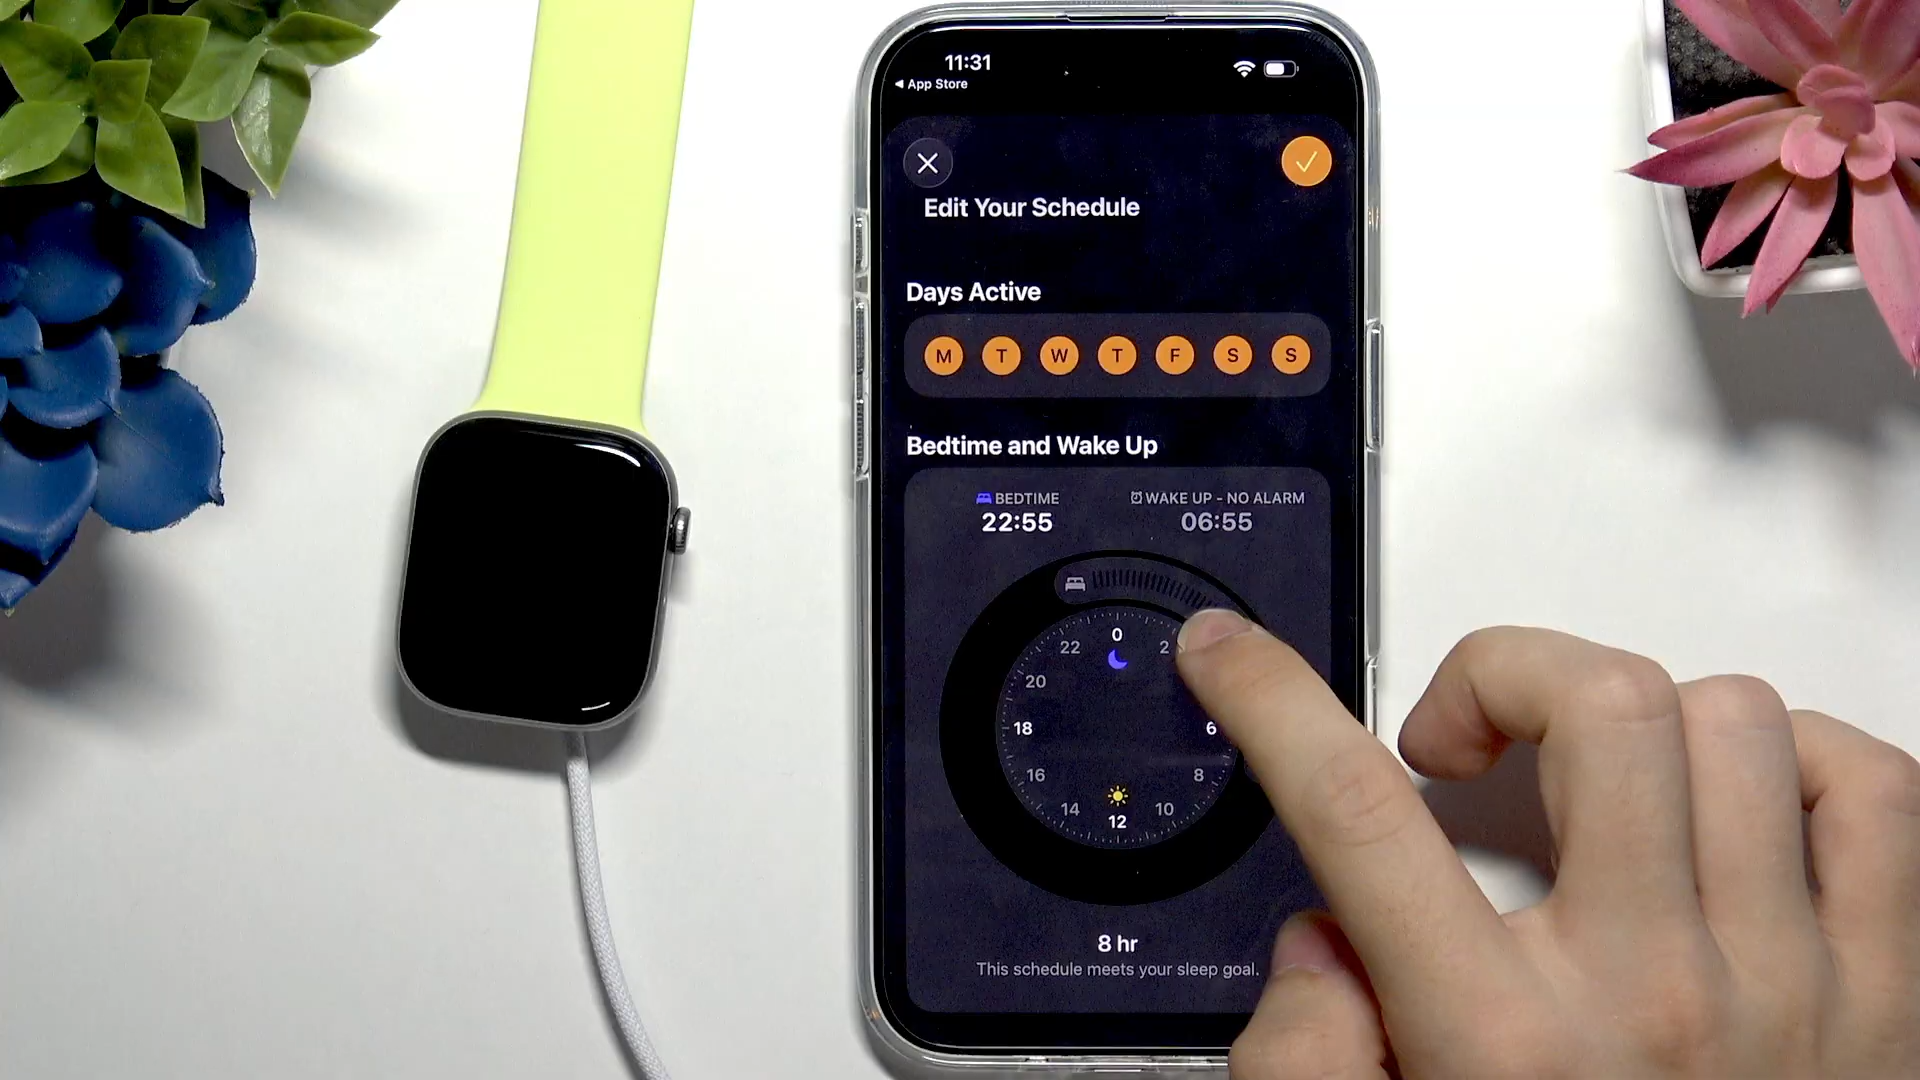 11:31
◀ App Store
Edit Your Schedule
Days Active
M T W T F S S
Bedtime and Wake Up
BEDTIME
22:55
WAKE UP - NO ALARM
06:55
0
2
6
8
10
12
14
16
18
20
22
8 hr
This schedule meets your sleep goal.